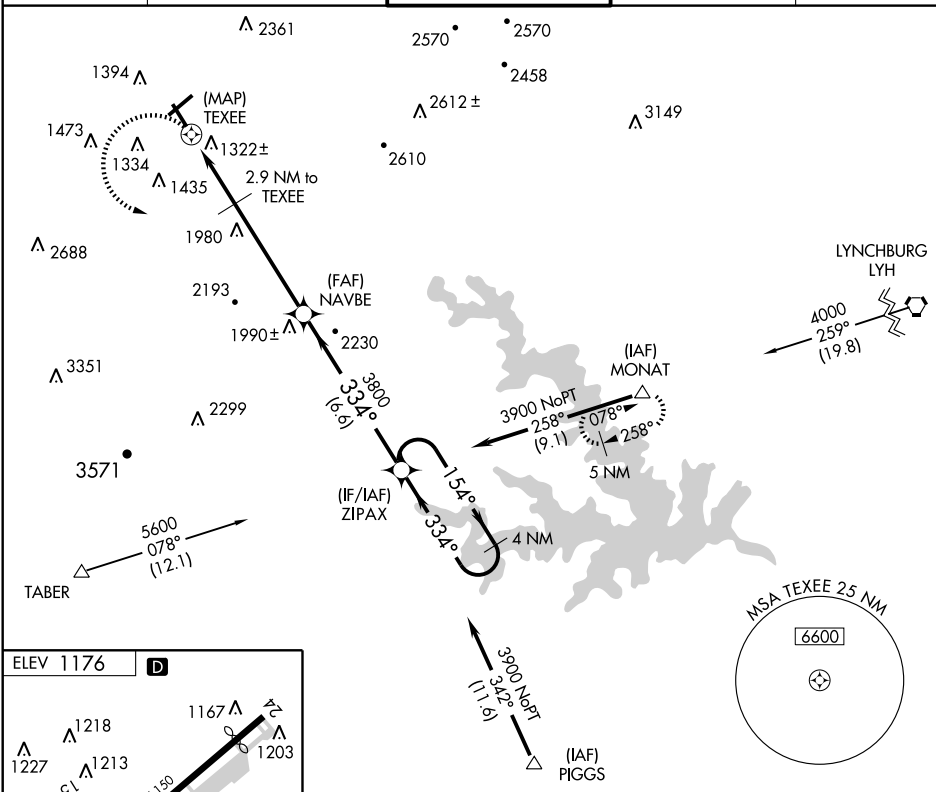 2361
2570
2570
1394
2458
(MAP)
TEXEE
2612 ±
3149
1473
1334
1322±
2610
2.9 NM to
TEXEE
1435
1980
2688
LYNCHBURG
LYH
(FAF)
NAVBE
2193
4000
259°
(19.8)
1990±
2230
(IAF)
MONAT
3351
3800
334°
(6.6)
3900 NoPT
258°
(9.1)
078°
258°
2299
5 NM
3571
(IF/IAF)
ZIPAX
154°
334°
4 NM
5600
078°
(12.1)
TABER
MSA TEXEE 25 NM
6600
3900 NoPT
342°
(11.6)
(IAF)
PIGGS
ELEV 1176
D
1167
24
1218
1203
1227
1213
15
1150